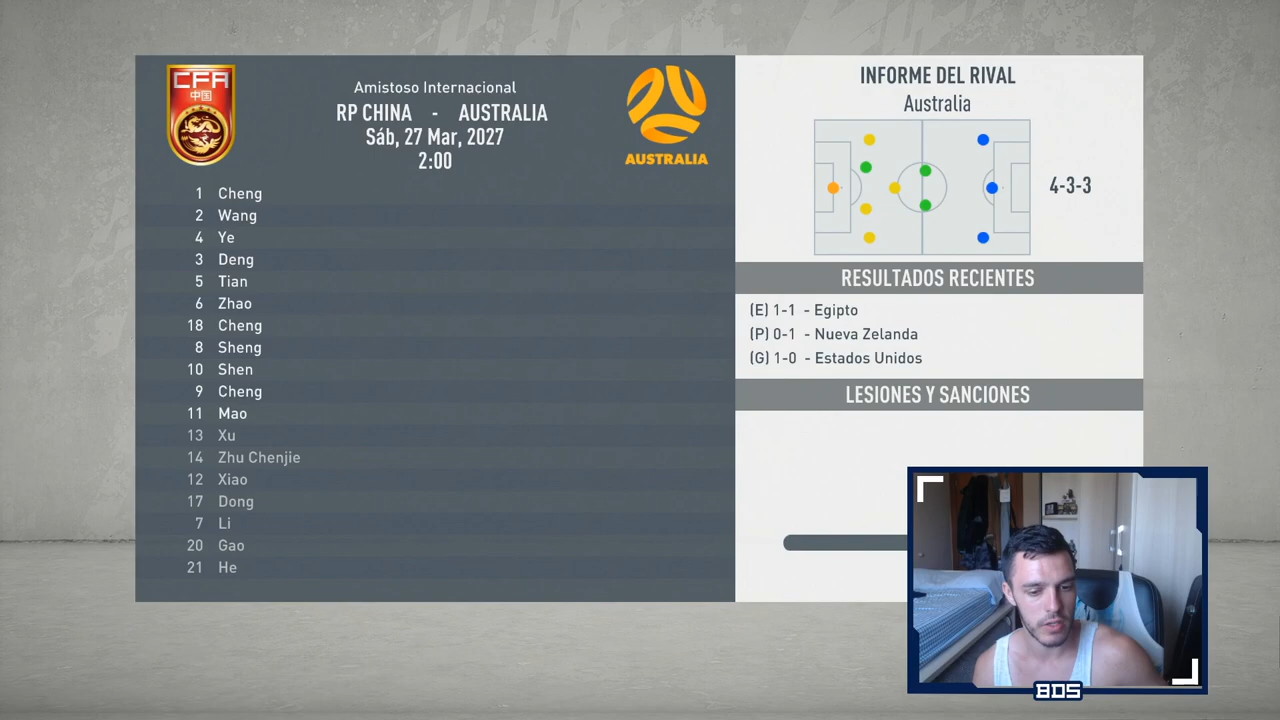 CFA
中国
Amistoso Internacional
RP CHINA - AUSTRALIA
Sáb, 27 Mar, 2027
2:00
AUSTRALIA
1 Cheng
2 Wang
4 Ye
3 Deng
5 Tian
6 Zhao
18 Cheng
8 Sheng
10 Shen
9 Cheng
11 Mao
13 Xu
14 Zhu Chenjie
12 Xiao
17 Dong
7 Li
20 Gao
21 He
INFORME DEL RIVAL
Australia
4-3-3
RESULTADOS RECIENTES
(E) 1-1 - Egipto
(P) 0-1 - Nueva Zelanda
(G) 1-0 - Estados Unidos
LESIONES Y SANCIONES
BDS